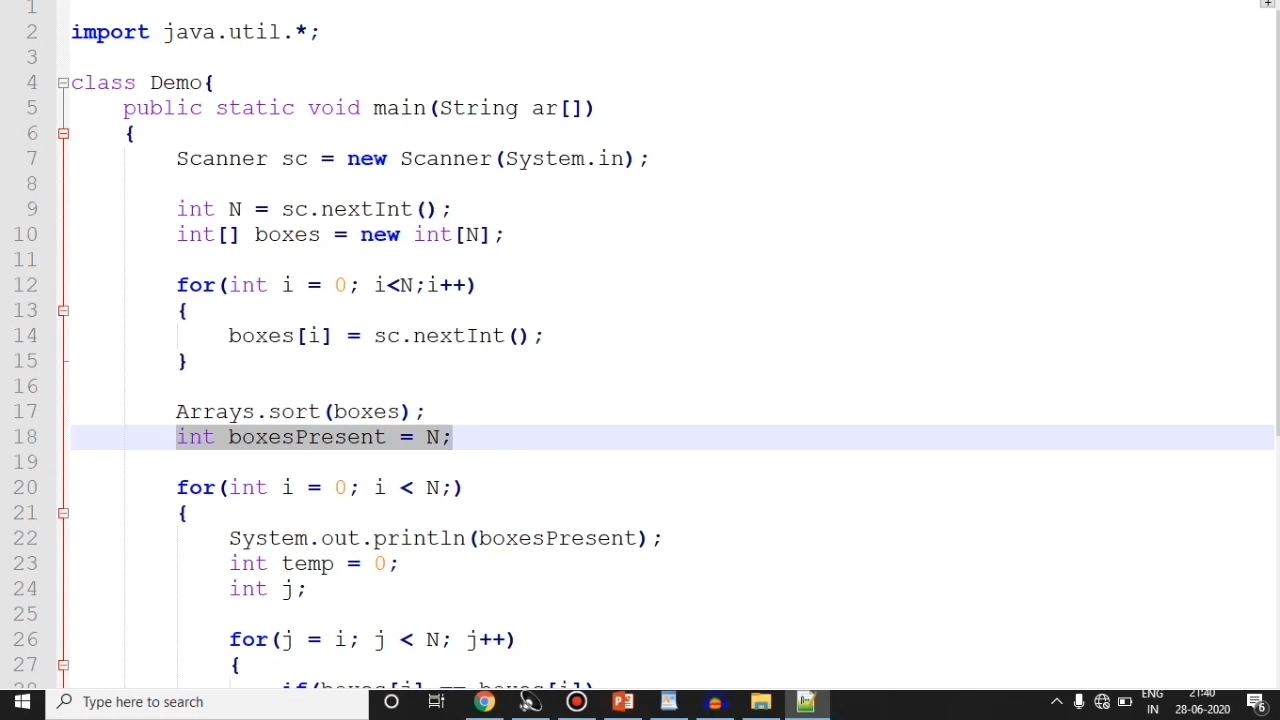 1
2 import java.util.*;
3
4 class Demo{
5 public static void main(String ar[])
6 {
7 Scanner sc = new Scanner(System.in);
8
9 int N = sc.nextInt();
10 int[] boxes = new int[N];
11
12 for(int i = 0; i<N;i++)
13 {
14 boxes[i] = sc.nextInt();
15 }
16
17 Arrays.sort(boxes);
18 int boxesPresent = N;
19
20 for(int i = 0; i < N;)
21 {
22 System.out.println(boxesPresent);
23 int temp = 0;
24 int j;
25
26 for(j = i; j < N; j++)
27 {
28 if(boxes[j] == boxes[i])
Type here to search
ENG
IN
21:40
28-06-2020
6